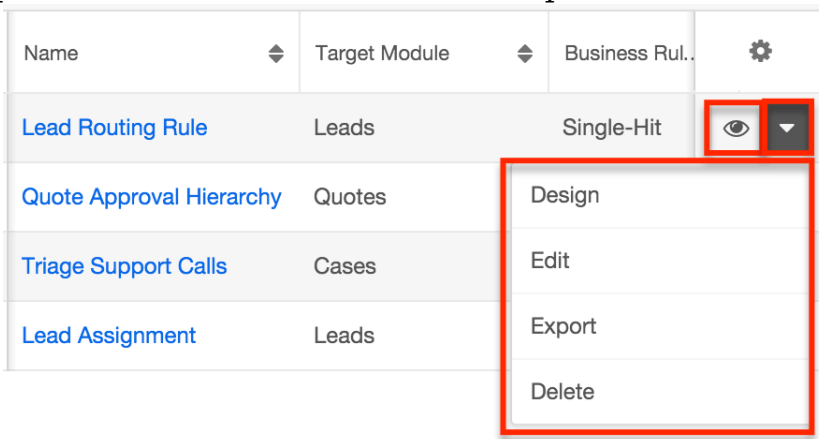 Name Target Module Business Rul..
Lead Routing Rule Leads Single-Hit
Quote Approval Hierarchy Quotes
Design
Triage Support Calls Cases
Edit
Lead Assignment Leads
Export
Delete